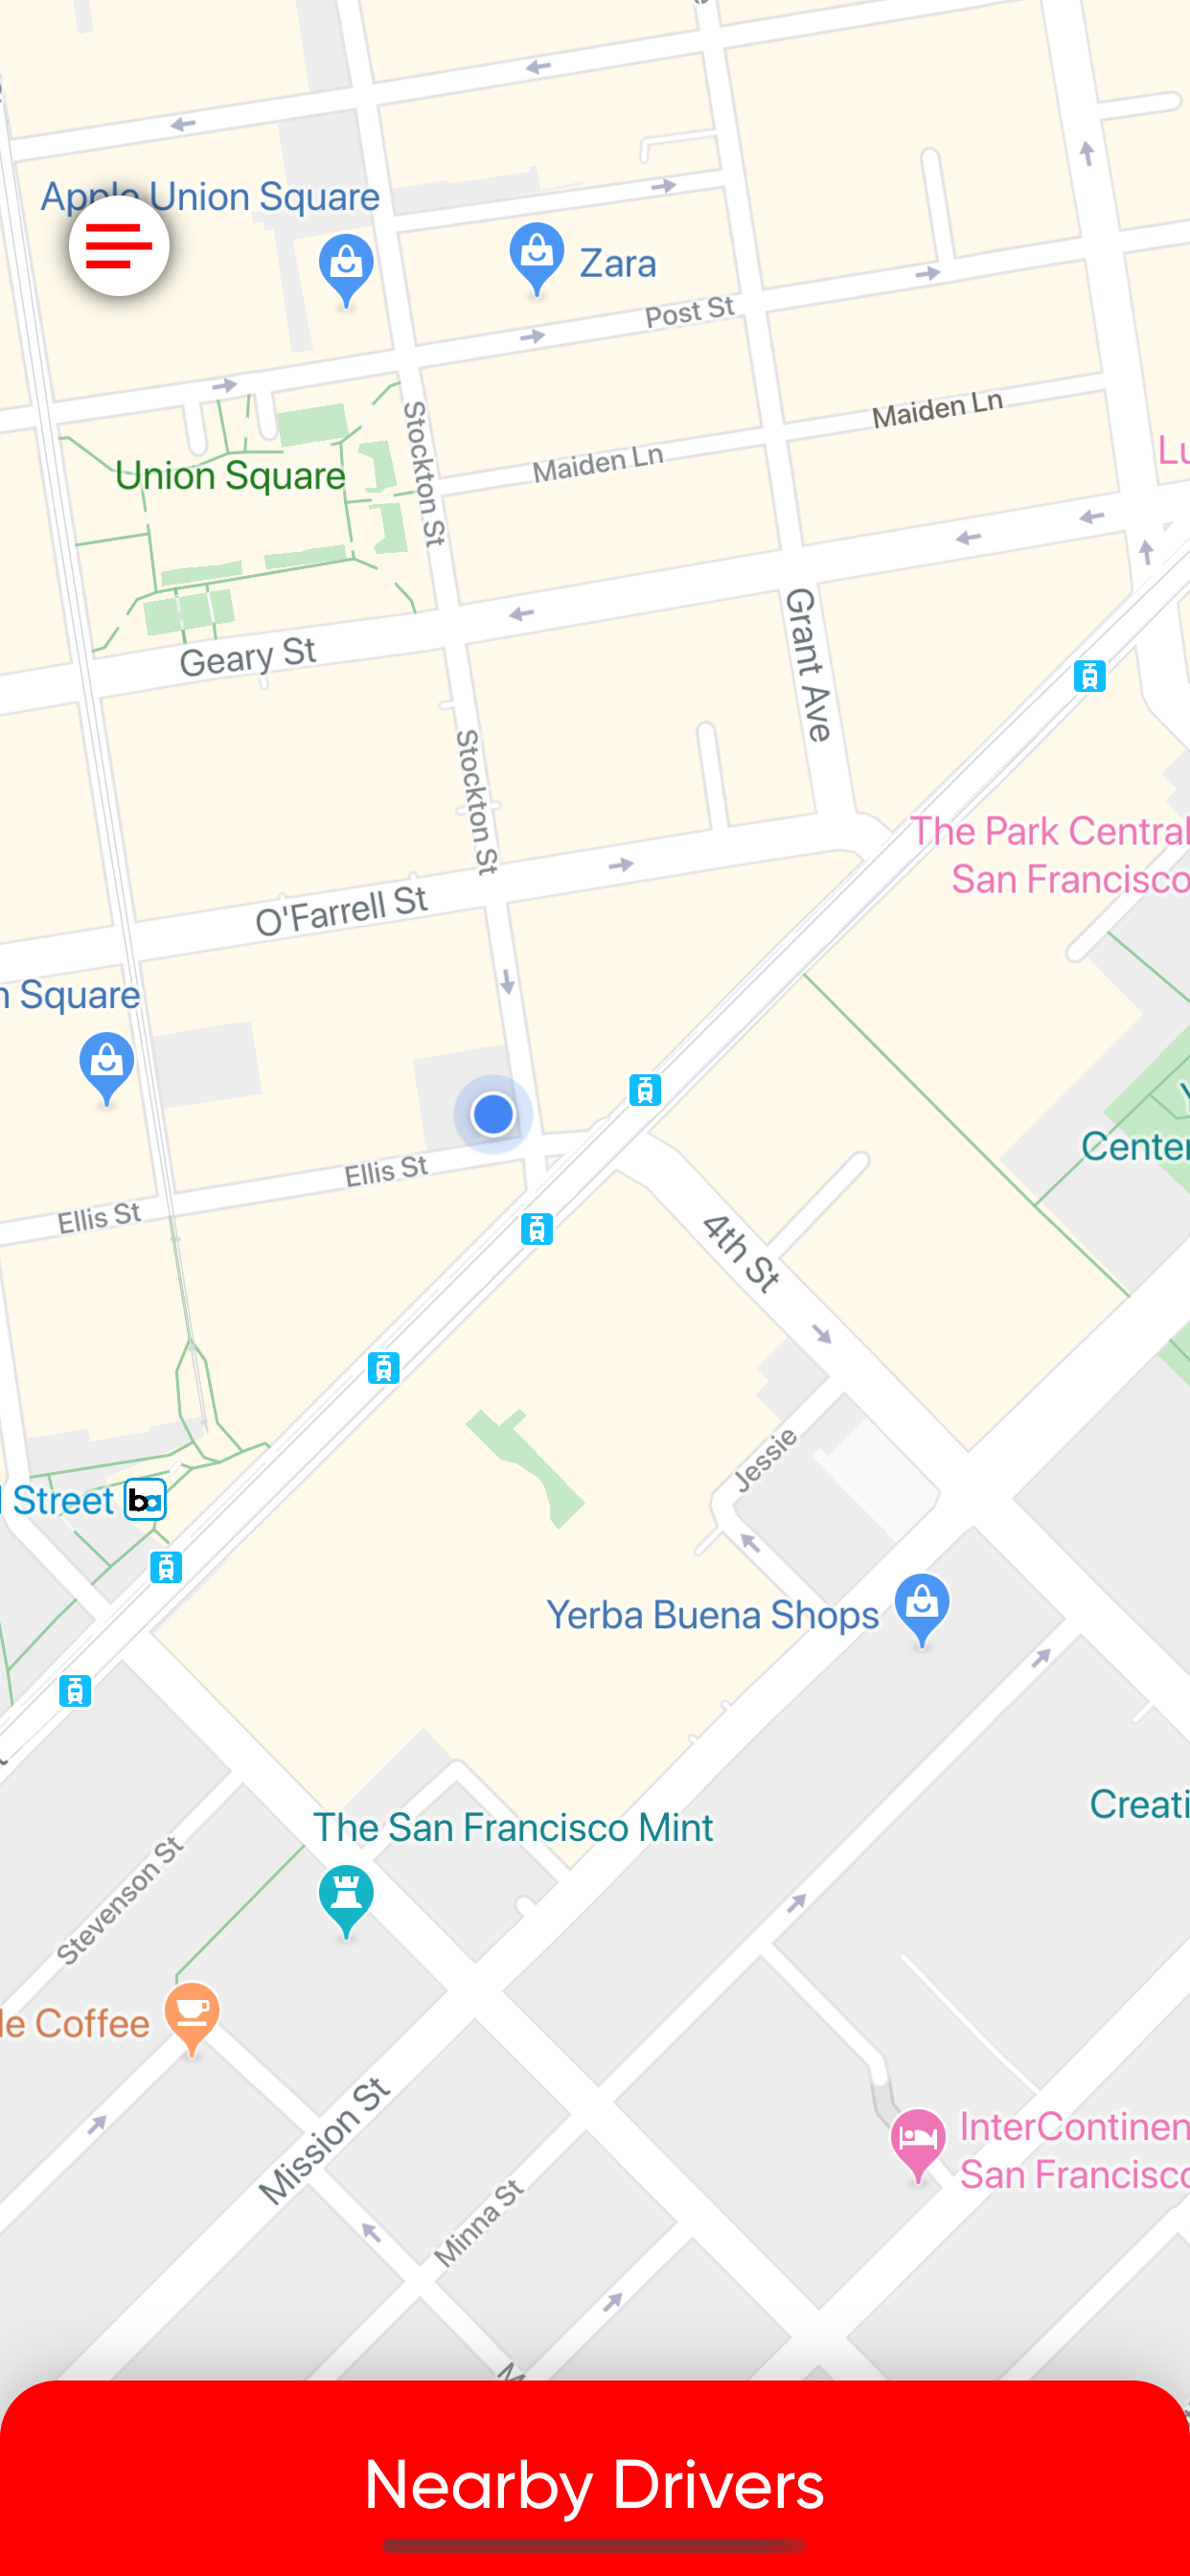 Apple Union Square
Zara
Post St
Maiden Ln
Maiden Ln
Stockton St
Union Square
Grant Ave
Geary St
Stockton St
The Park Central
San Francisco
O'Farrell St
Square
Center
Ellis St
Ellis St
4th St
Jessie
Street
Yerba Buena Shops
The San Francisco Mint
Stevenson St
Coffee
Mission St
San Francisco
Minna St
Nearby Drivers